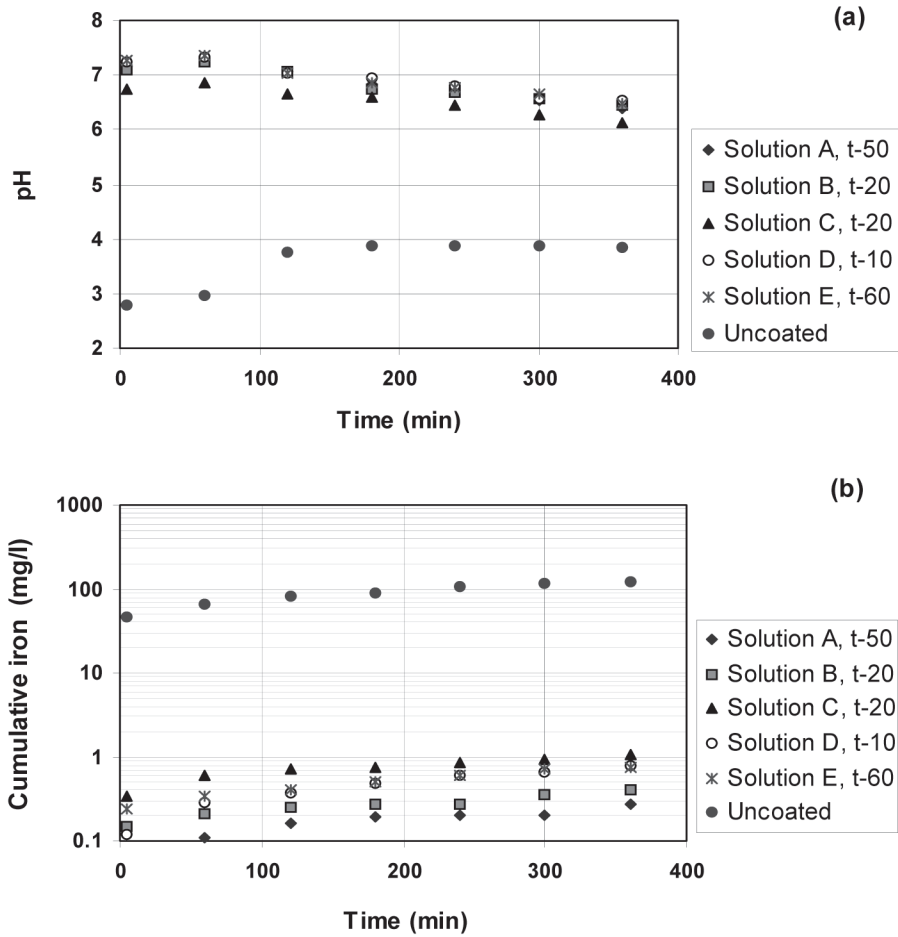 (a)
8
7
6
5
4
3
2
pH
0 100 200 300 400
Time (min)
Solution A, t-50
Solution B, t-20
Solution C, t-20
Solution D, t-10
Solution E, t-60
Uncoated
(b)
1000
100
10
1
0.1
Cumulative iron (mg/l)
0 100 200 300 400
Time (min)
Solution A, t-50
Solution B, t-20
Solution C, t-20
Solution D, t-10
Solution E, t-60
Uncoated